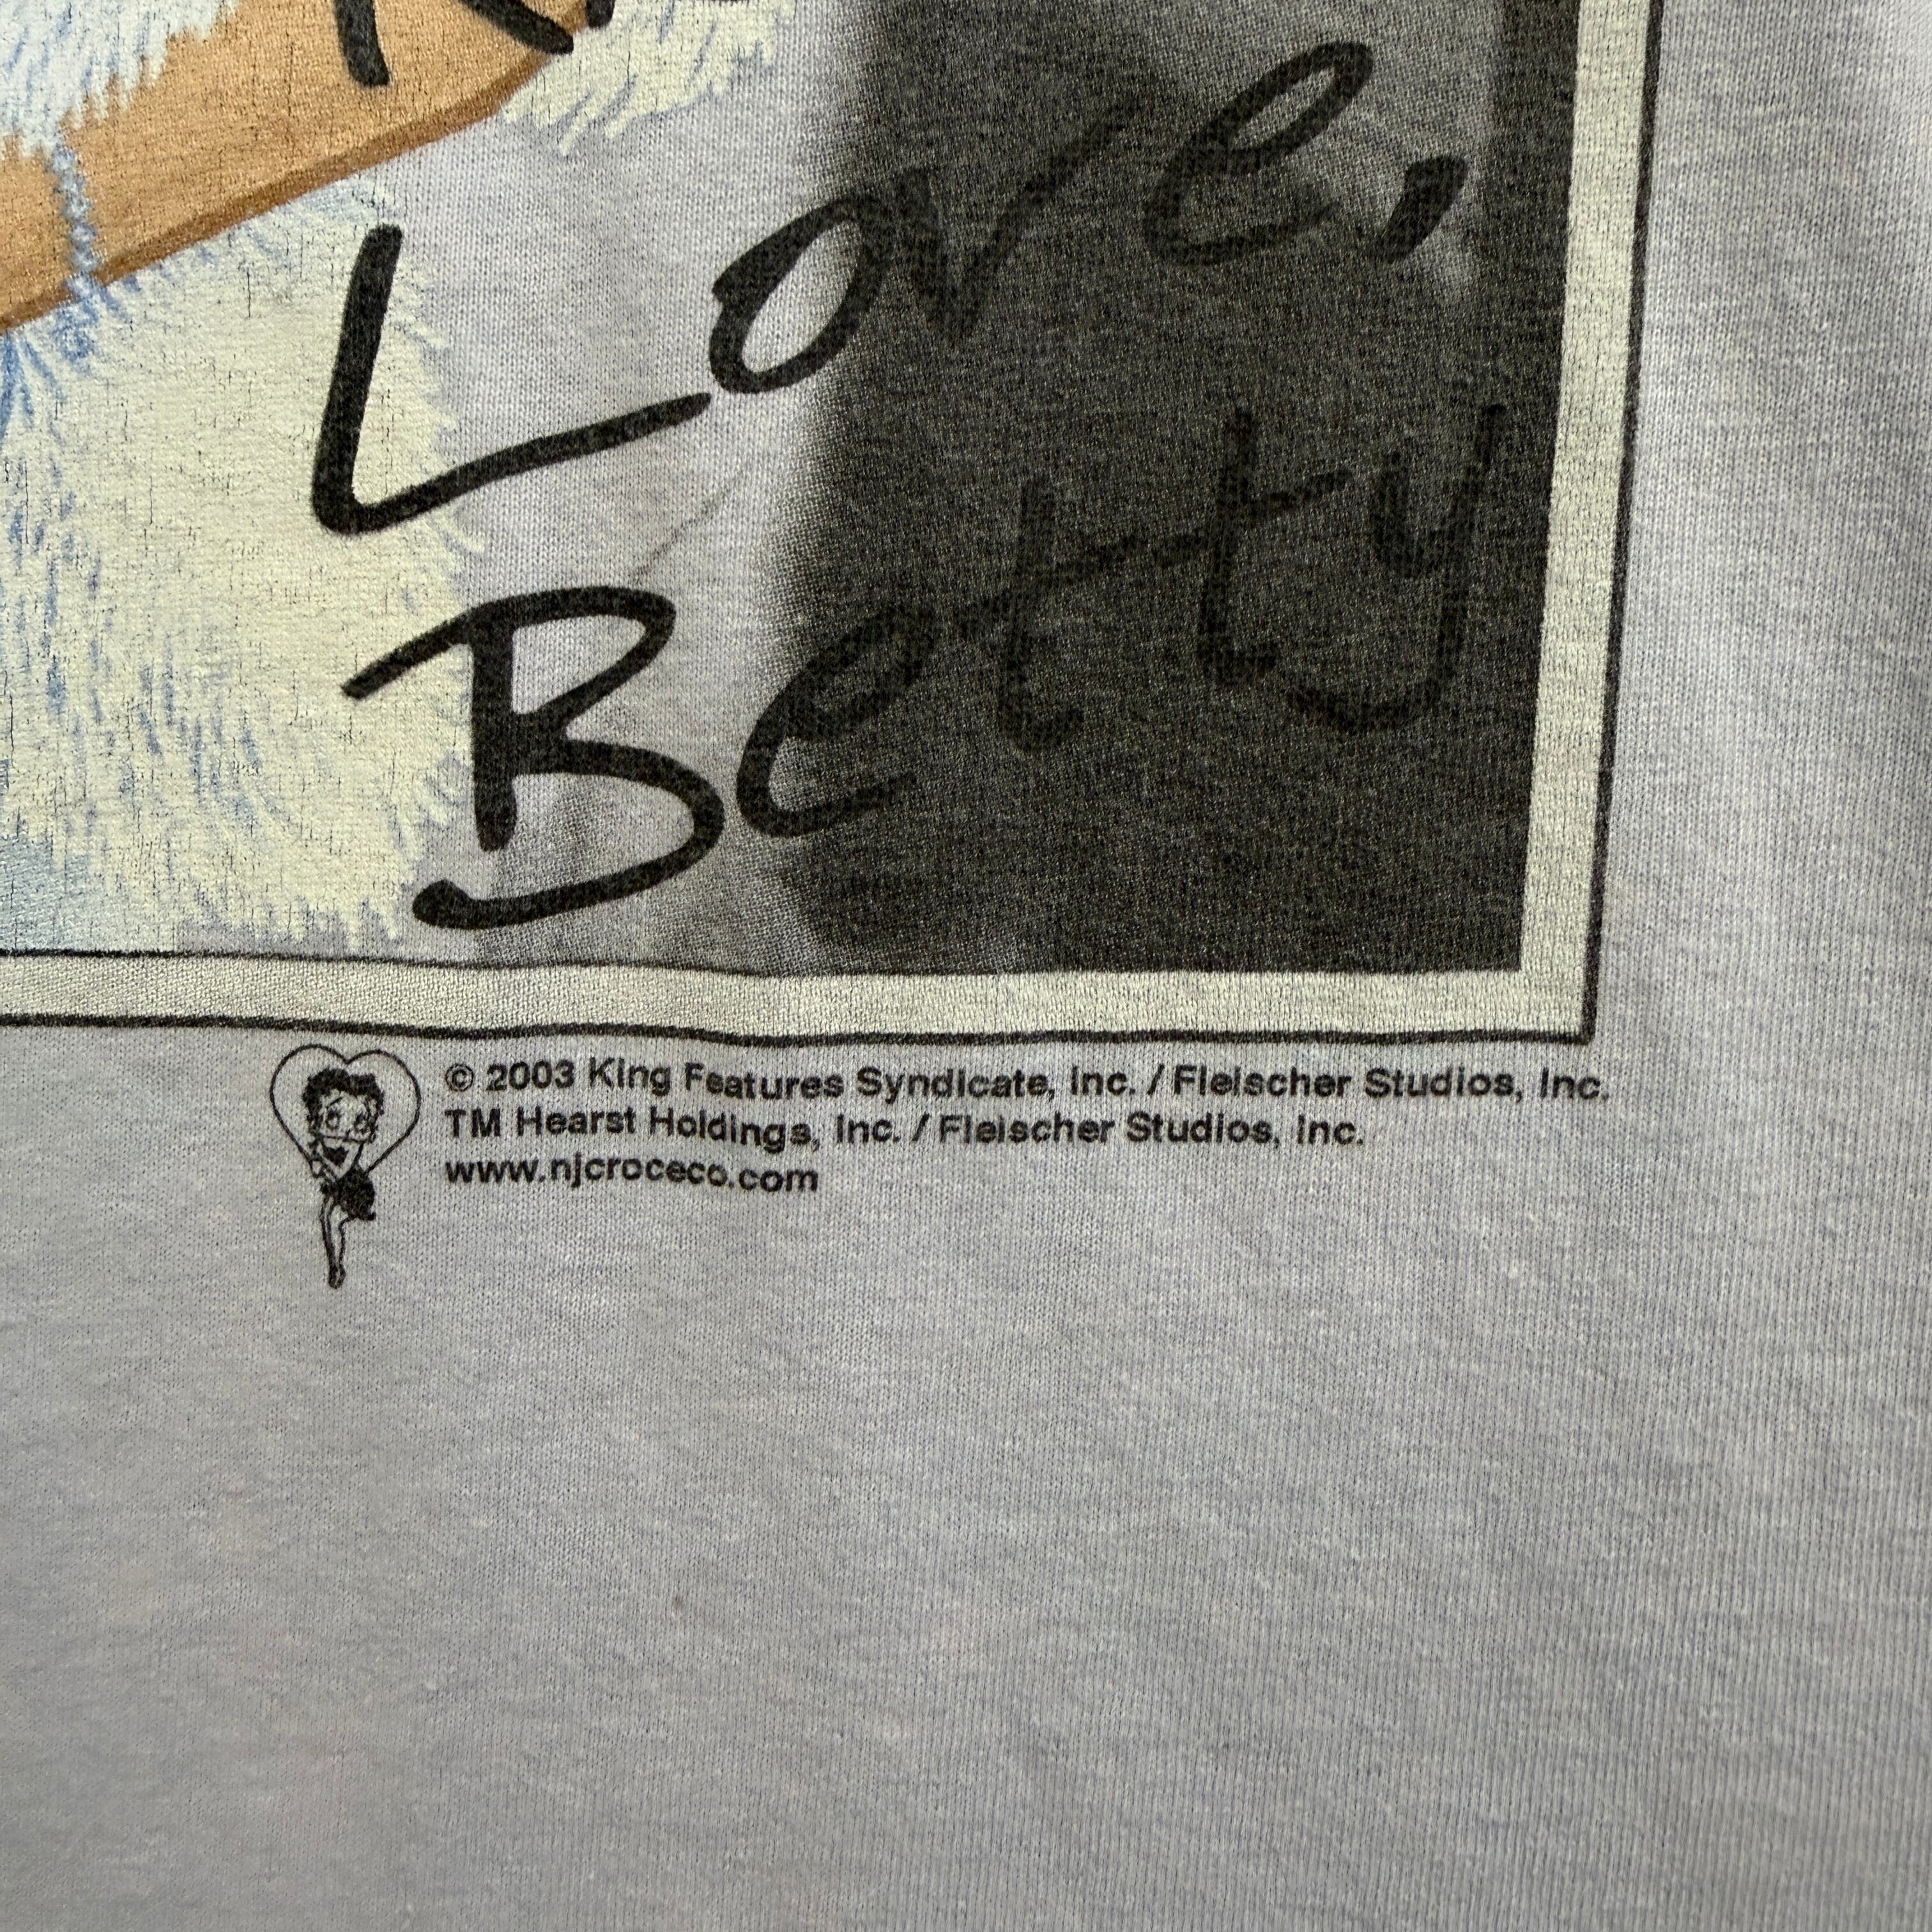 Love,
Betty
© 2003 King Features Syndicate, Inc. / Fleischer Studios, Inc.
TM Hearst Holdings, Inc. / Fleischer Studios, Inc.
www.njcroceco.com